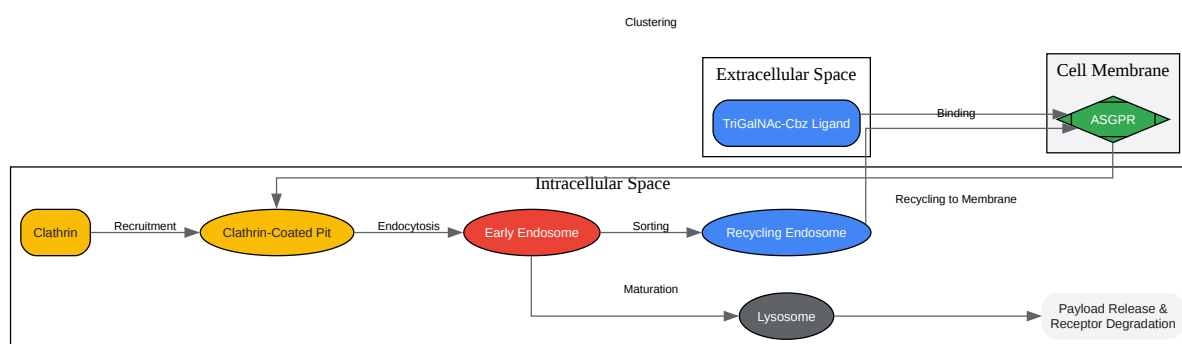 Clustering
Extracellular Space
Cell Membrane
TriGalNAc-Cbz Ligand
Binding
ASGPR
Intracellular Space
Recycling to Membrane
Clathrin
Recruitment
Clathrin-Coated Pit
Endocytosis
Early Endosome
Sorting
Recycling Endosome
Maturation
Lysosome
Payload Release &
Receptor Degradation